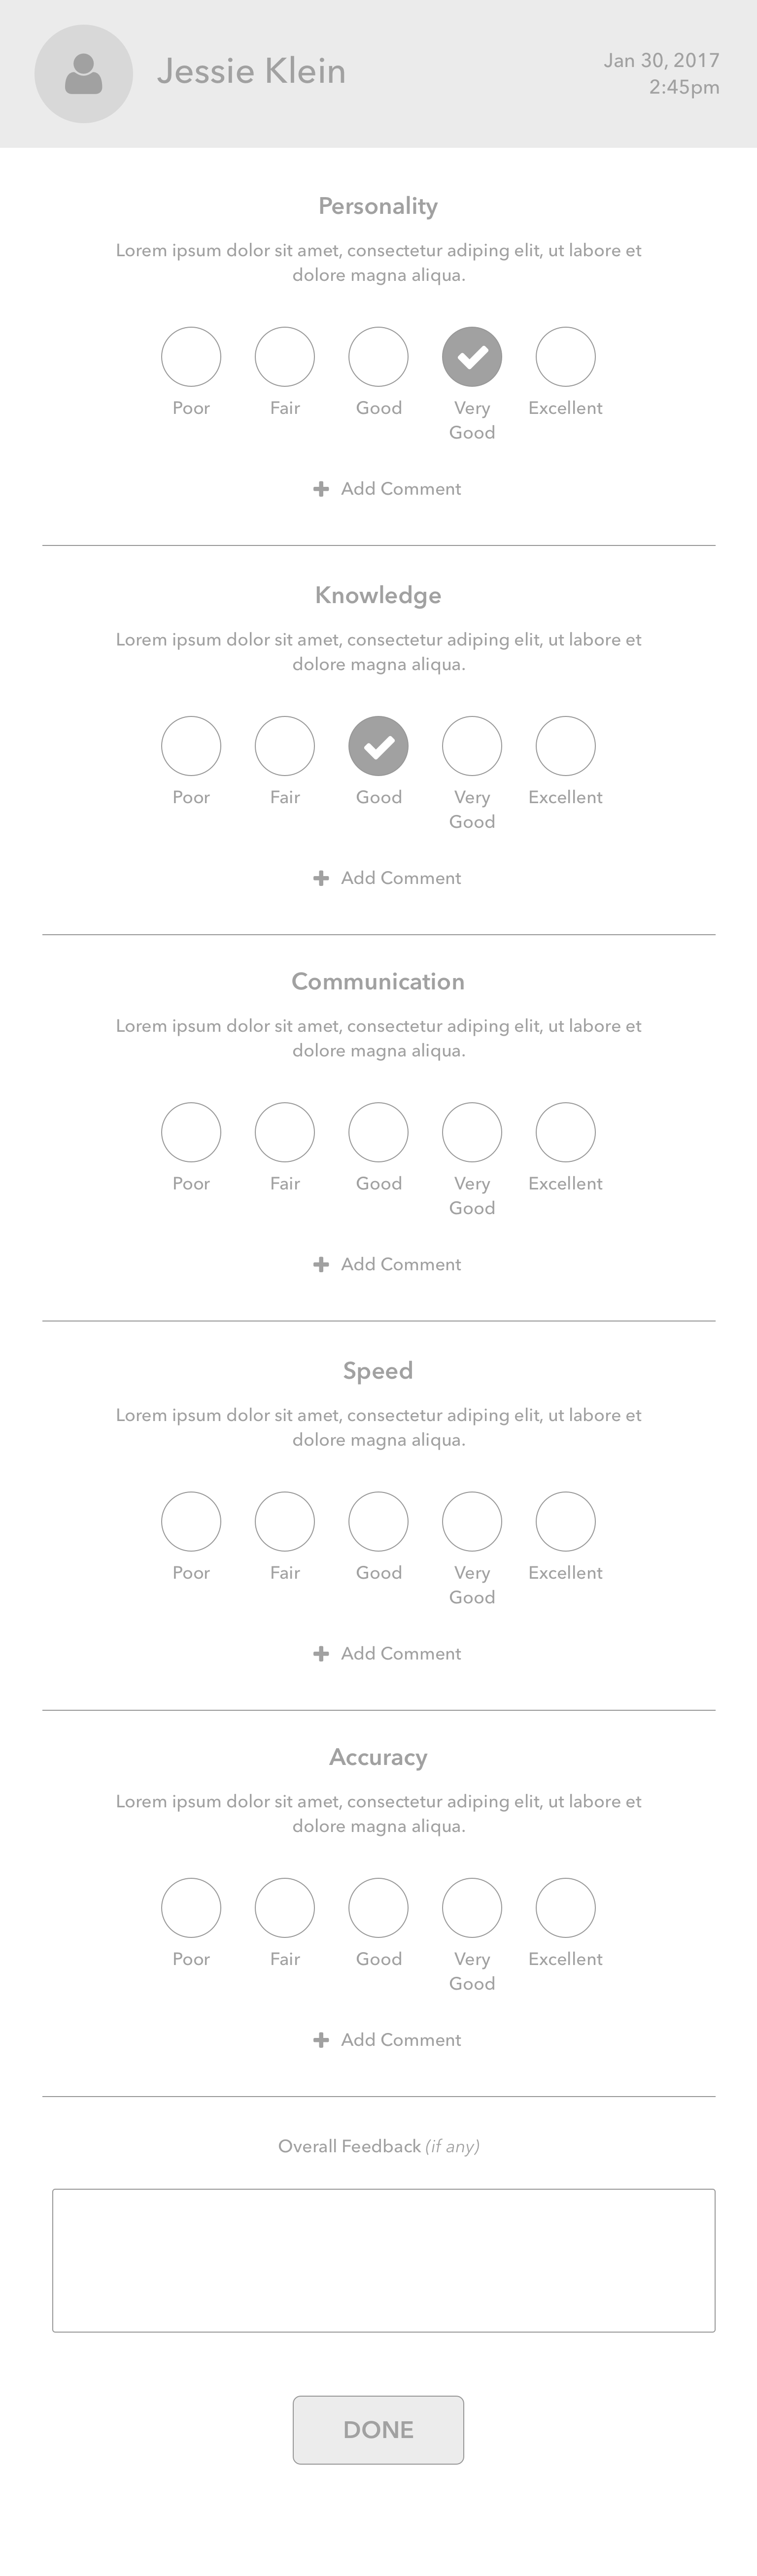 Jessie Klein
Jan 30, 2017
2:45pm
Personality
Lorem ipsum dolor sit amet, consectetur adiping elit, ut labore et
dolore magna aliqua.
Poor Fair Good Very Excellent
Good
Add Comment
Knowledge
Lorem ipsum dolor sit amet, consectetur adiping elit, ut labore et
dolore magna aliqua.
Poor Fair Good Very Excellent
Good
Add Comment
Communication
Lorem ipsum dolor sit amet, consectetur adiping elit, ut labore et
dolore magna aliqua.
Poor Fair Good Very Excellent
Good
Add Comment
Speed
Lorem ipsum dolor sit amet, consectetur adiping elit, ut labore et
dolore magna aliqua.
Poor Fair Good Very Excellent
Good
Add Comment
Accuracy
Lorem ipsum dolor sit amet, consectetur adiping elit, ut labore et
dolore magna aliqua.
Poor Fair Good Very Excellent
Good
Add Comment
Overall Feedback (if any)
DONE